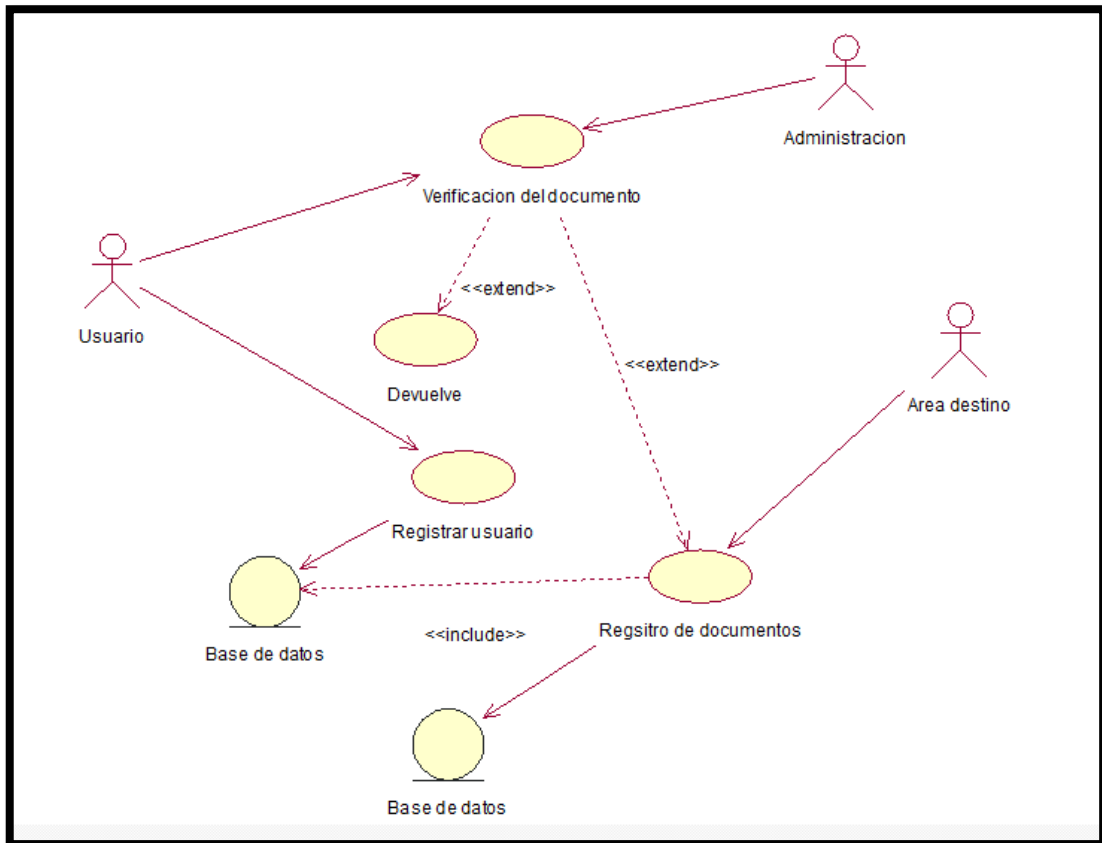 Administracion
Verificacion del documento
Usuario
<<extend>>
Devuelve
<<extend>>
Area destino
Registrar usuario
Base de datos
<<include>>
Regsitro de documentos
Base de datos